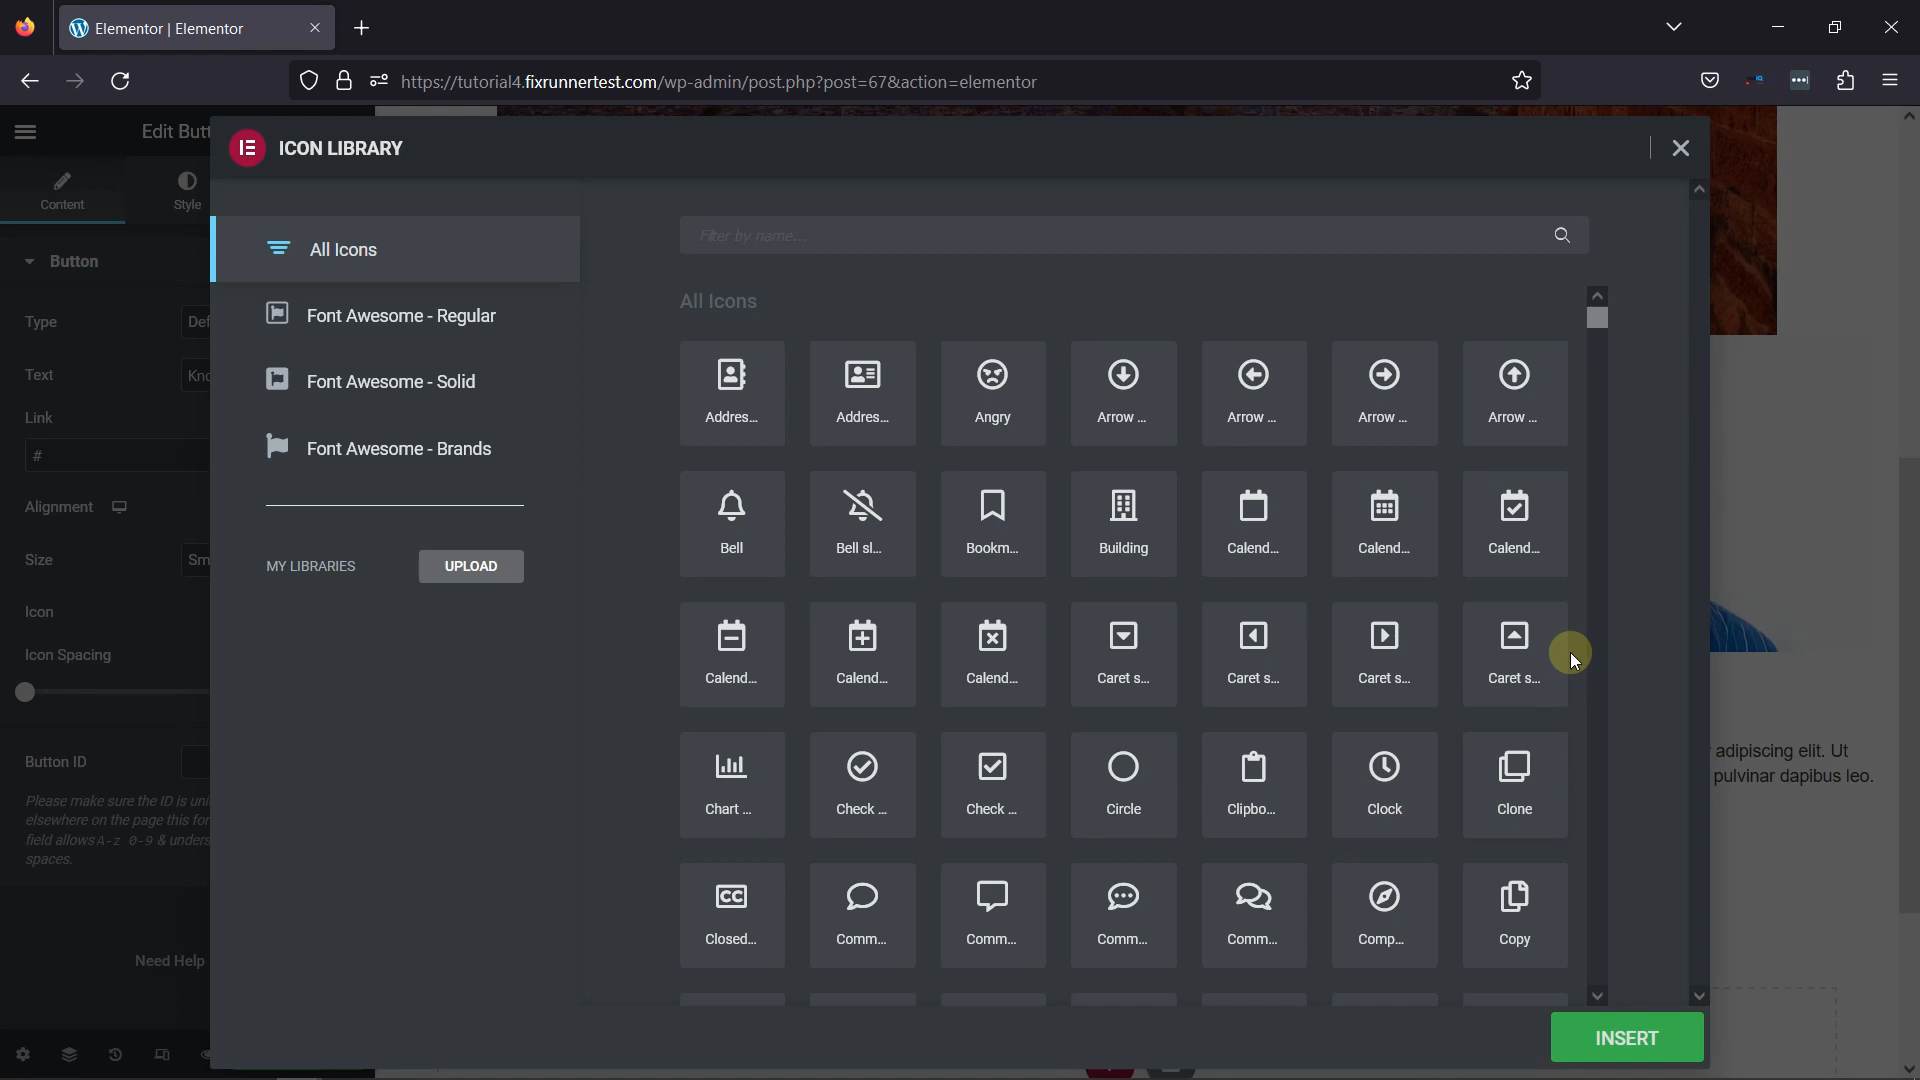 Elementor | Elementor
https://tutorial4.fixrunnertest.com/wp-admin/post.php?post=67&action=elementor
Edit Butt
ICON LIBRARY
Content
Style
All Icons
Font Awesome - Regular
Font Awesome - Solid
Font Awesome - Brands
MY LIBRARIES
UPLOAD
Button
Type
Def
Text
Kno
Link
#
Alignment
Size
Sm
Icon
Icon Spacing
Button ID
Please make sure the ID is uni
elsewhere on the page this for
field allows A-z 0-9 & unders
spaces.
Need Help
Filter by name...
All Icons
Addres... Addres... Angry Arrow ... Arrow ... Arrow ... Arrow ...
Bell Bell sl... Bookm... Building Calend... Calend... Calend...
Calend... Calend... Calend... Caret s... Caret s... Caret s... Caret s...
Chart ... Check ... Check ... Circle Clipbo... Clock Clone
CC
Closed... Comm... Comm... Comm... Comm... Comp... Copy
INSERT
adipiscing elit. Ut
pulvinar dapibus leo.